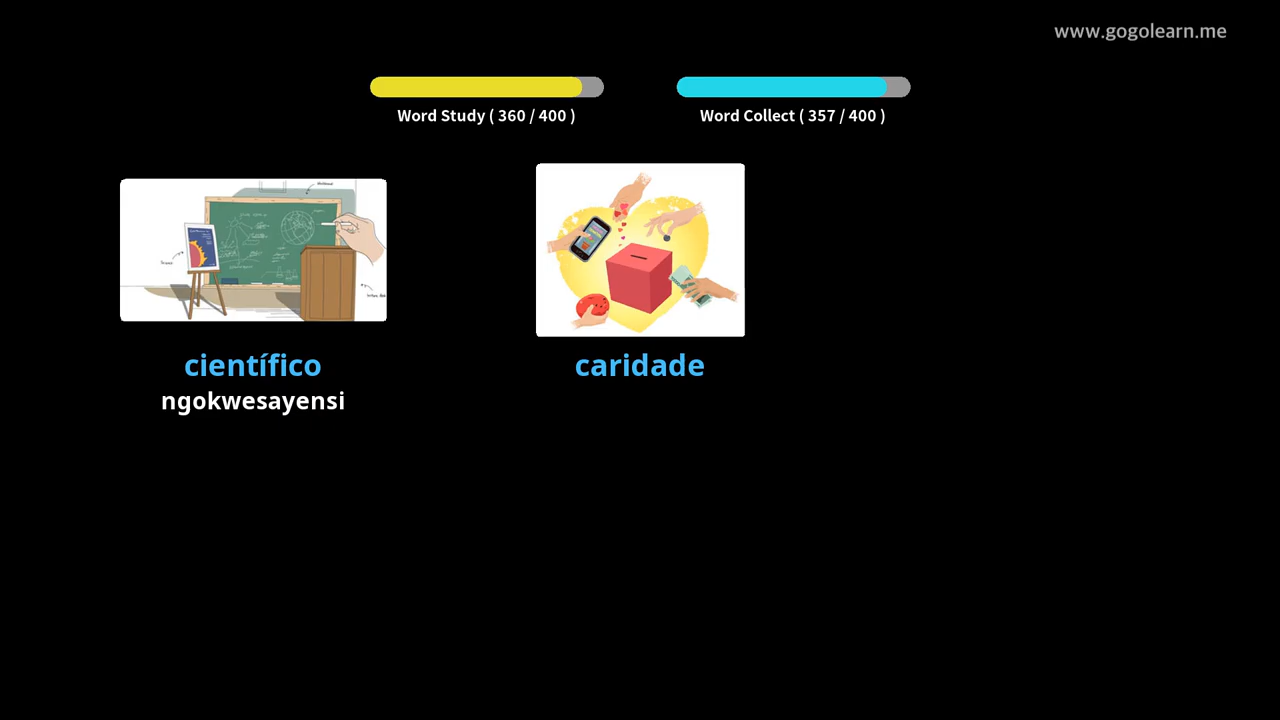 www.gogolearn.me
Word Study ( 360 / 400 )
Word Collect ( 357 / 400 )
científico
ngokwesayensi
caridade